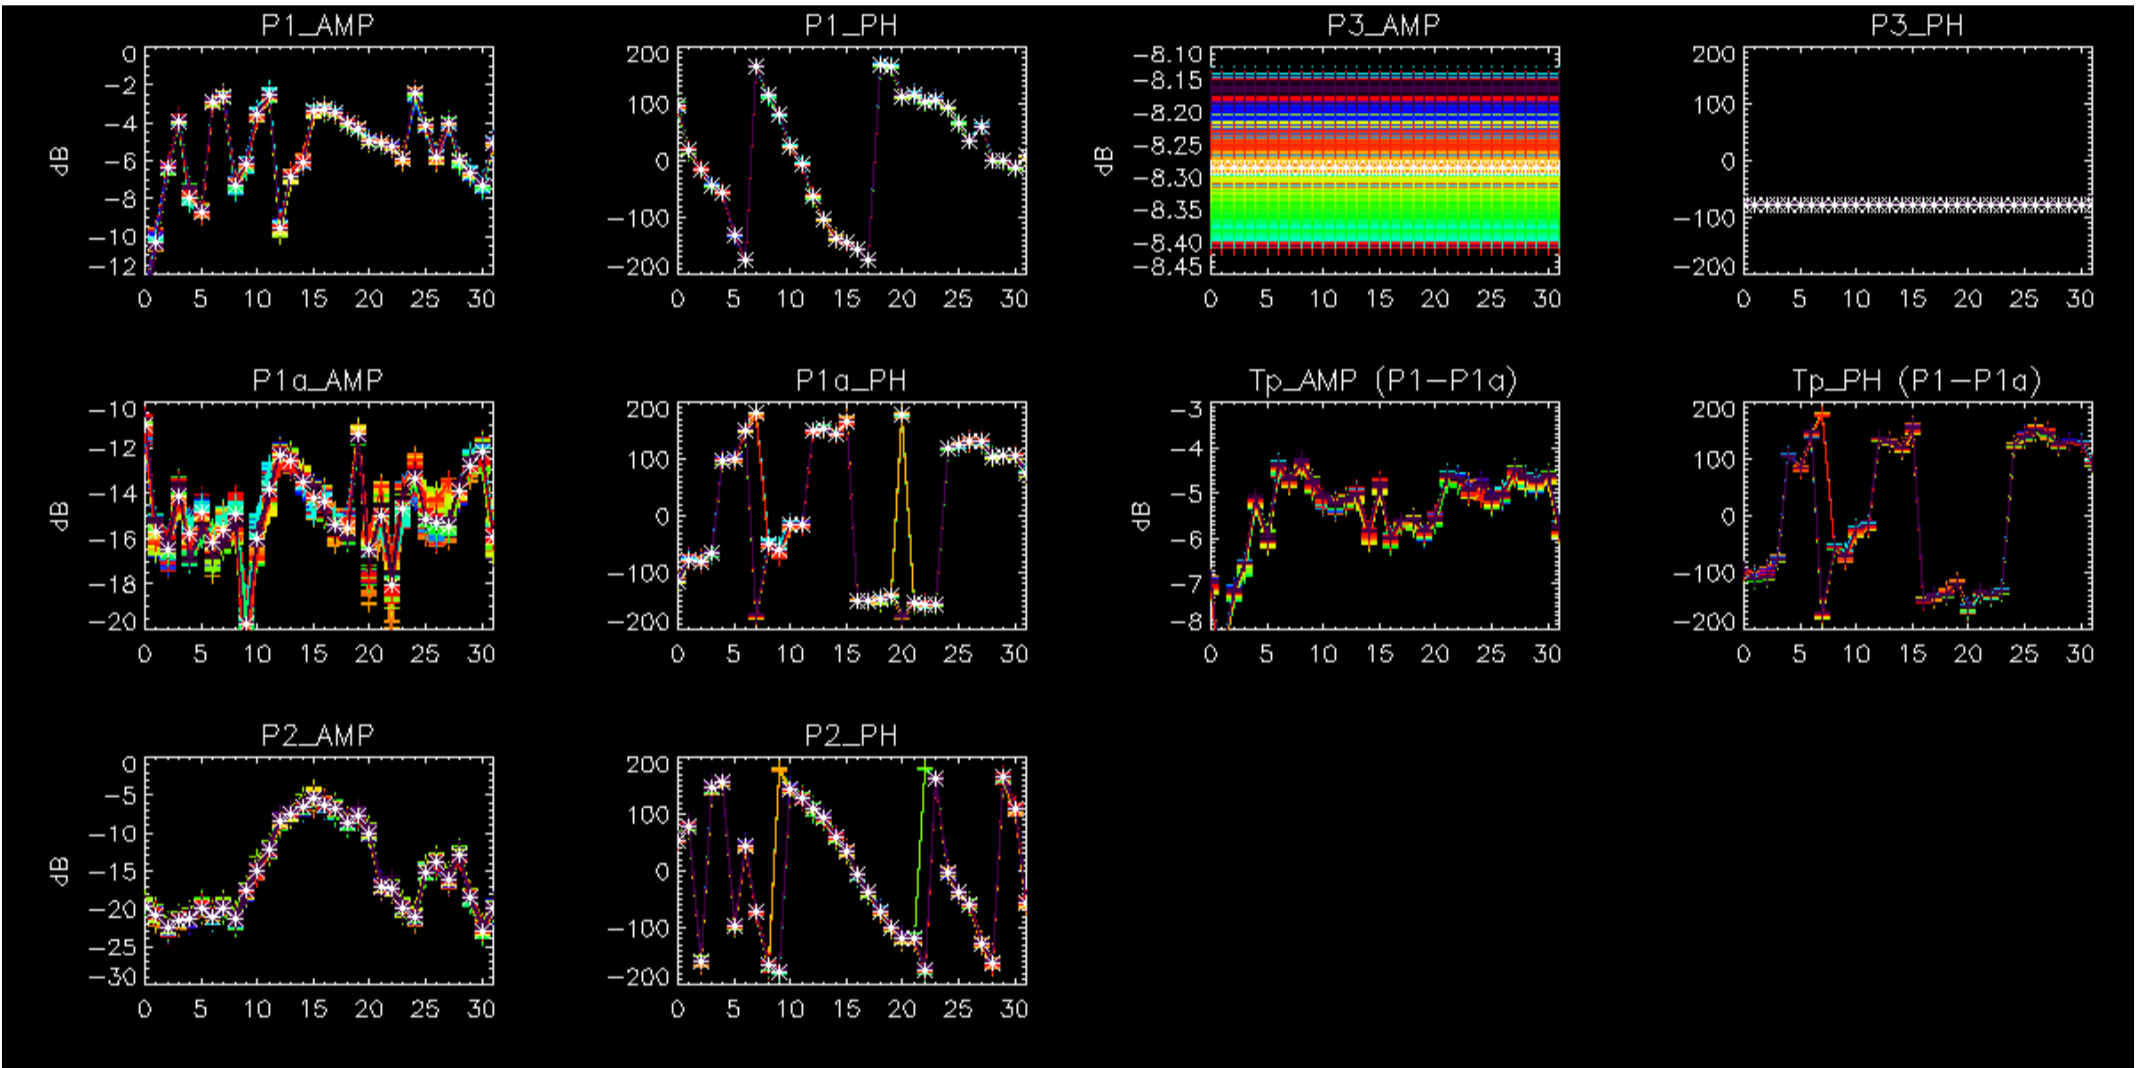 P1_AMP
P1_PH
P3_AMP
P3_PH
0
-2
-4
-6
-8
-10
-12
dB
0 5 10 15 20 25 30
200
100
0
-100
-200
0 5 10 15 20 25 30
-8.10
-8.15
-8.20
-8.25
-8.30
-8.35
-8.40
-8.45
dB
0 5 10 15 20 25 30
200
100
0
-100
-200
0 5 10 15 20 25 30
P1a_AMP
P1a_PH
Tp_AMP (P1-P1a)
Tp_PH (P1-P1a)
-10
-12
-14
-16
-18
-20
dB
0 5 10 15 20 25 30
200
100
0
-100
-200
0 5 10 15 20 25 30
-3
-4
-5
-6
-7
-8
dB
0 5 10 15 20 25 30
200
100
0
-100
-200
0 5 10 15 20 25 30
P2_AMP
P2_PH
0
-5
-10
-15
-20
-25
-30
dB
0 5 10 15 20 25 30
200
100
0
-100
-200
0 5 10 15 20 25 30